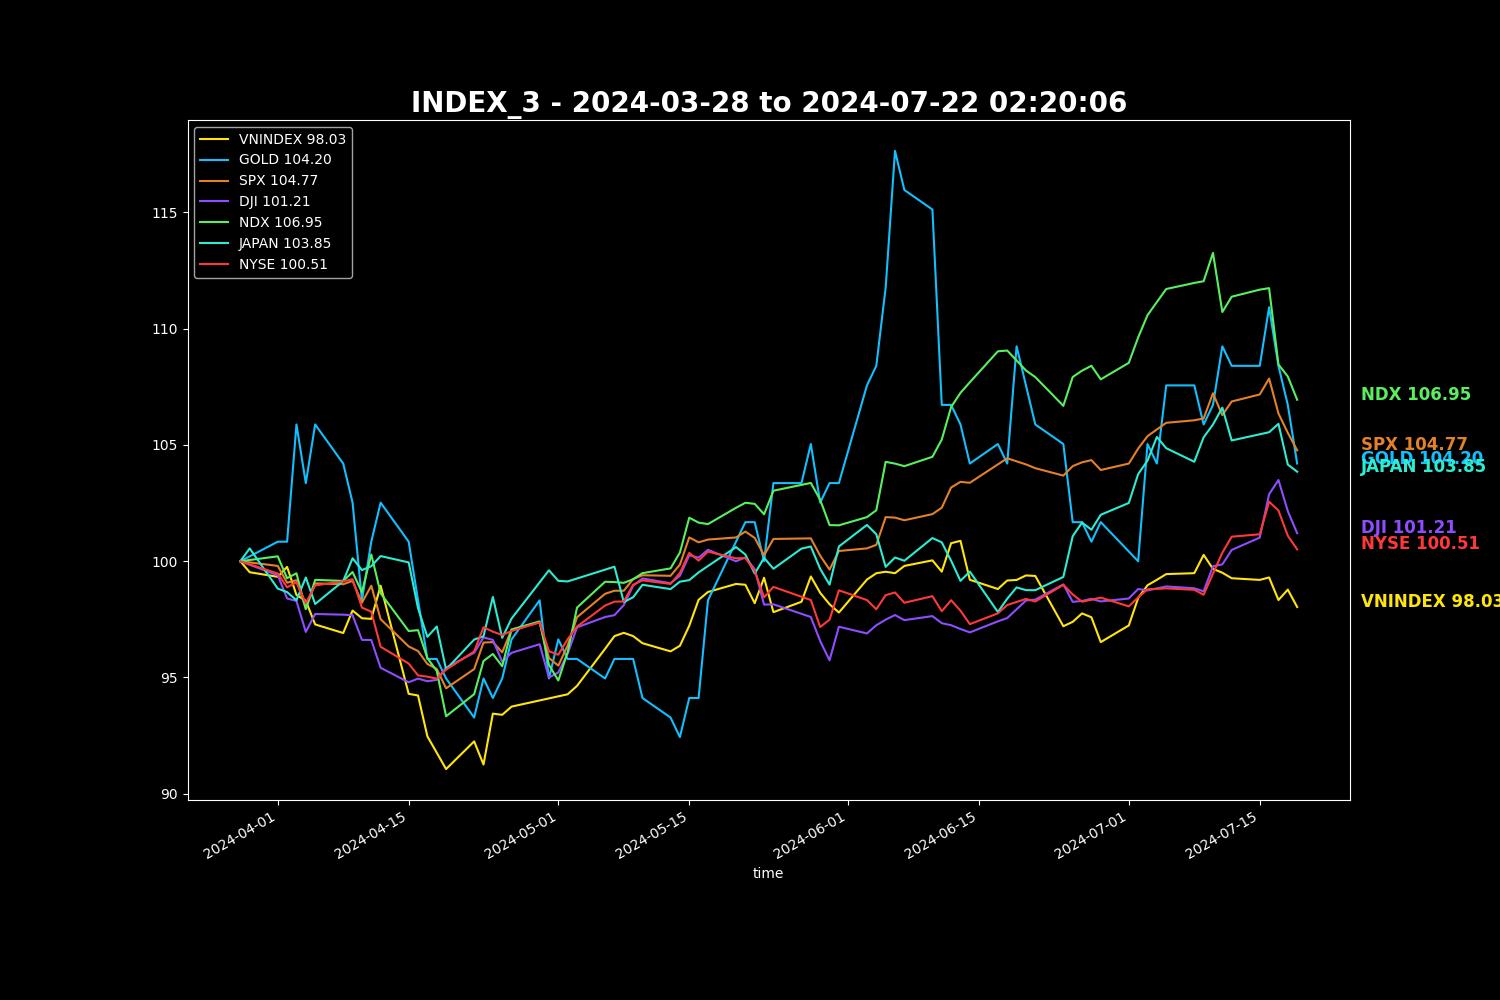 INDEX_3 - 2024-03-28 to 2024-07-22 02:20:06
VNINDEX 98.03
GOLD 104.20
SPX 104.77
DJI 101.21
NDX 106.95
JAPAN 103.85
NYSE 100.51
115
110
105
100
95
90
NDX 106.95
SPX 104.77
GOLD 104.20
JAPAN 103.85
DJI 101.21
NYSE 100.51
VNINDEX 98.03
2024-04-01
2024-04-15
2024-05-01
2024-05-15
2024-06-01
2024-06-15
2024-07-01
2024-07-15
time